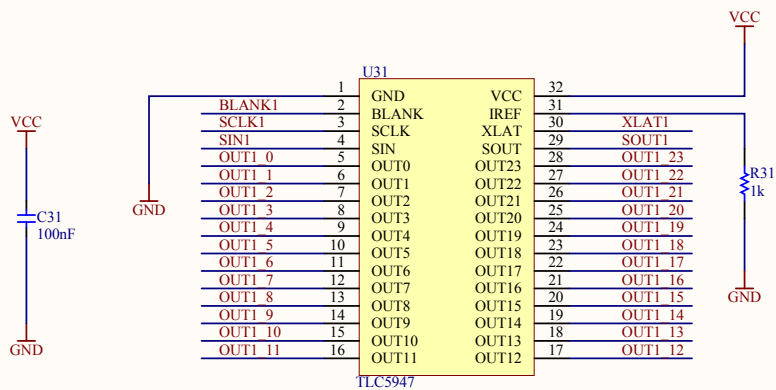 VCC
U31
1 GND VCC 32
BLANK1 2 BLANK IREF 31
SCLK1 3 SCLK XLAT 30 XLAT1
SIN1 4 SIN SOUT 29 SOUT1
OUT1_0 5 OUT0 OUT23 28 OUT1_23
OUT1_1 6 OUT1 OUT22 27 OUT1_22
OUT1_2 7 OUT2 OUT21 26 OUT1_21
OUT1_3 8 OUT3 OUT20 25 OUT1_20
OUT1_4 9 OUT4 OUT19 24 OUT1_19
OUT1_5 10 OUT5 OUT18 23 OUT1_18
OUT1_6 11 OUT6 OUT17 22 OUT1_17
OUT1_7 12 OUT7 OUT16 21 OUT1_16
OUT1_8 13 OUT8 OUT15 20 OUT1_15
OUT1_9 14 OUT9 OUT14 19 OUT1_14
OUT1_10 15 OUT10 OUT13 18 OUT1_13
OUT1_11 16 OUT11 OUT12 17 OUT1_12
TLC5947
VCC
C31
100nF
GND
GND
R31
1k
GND